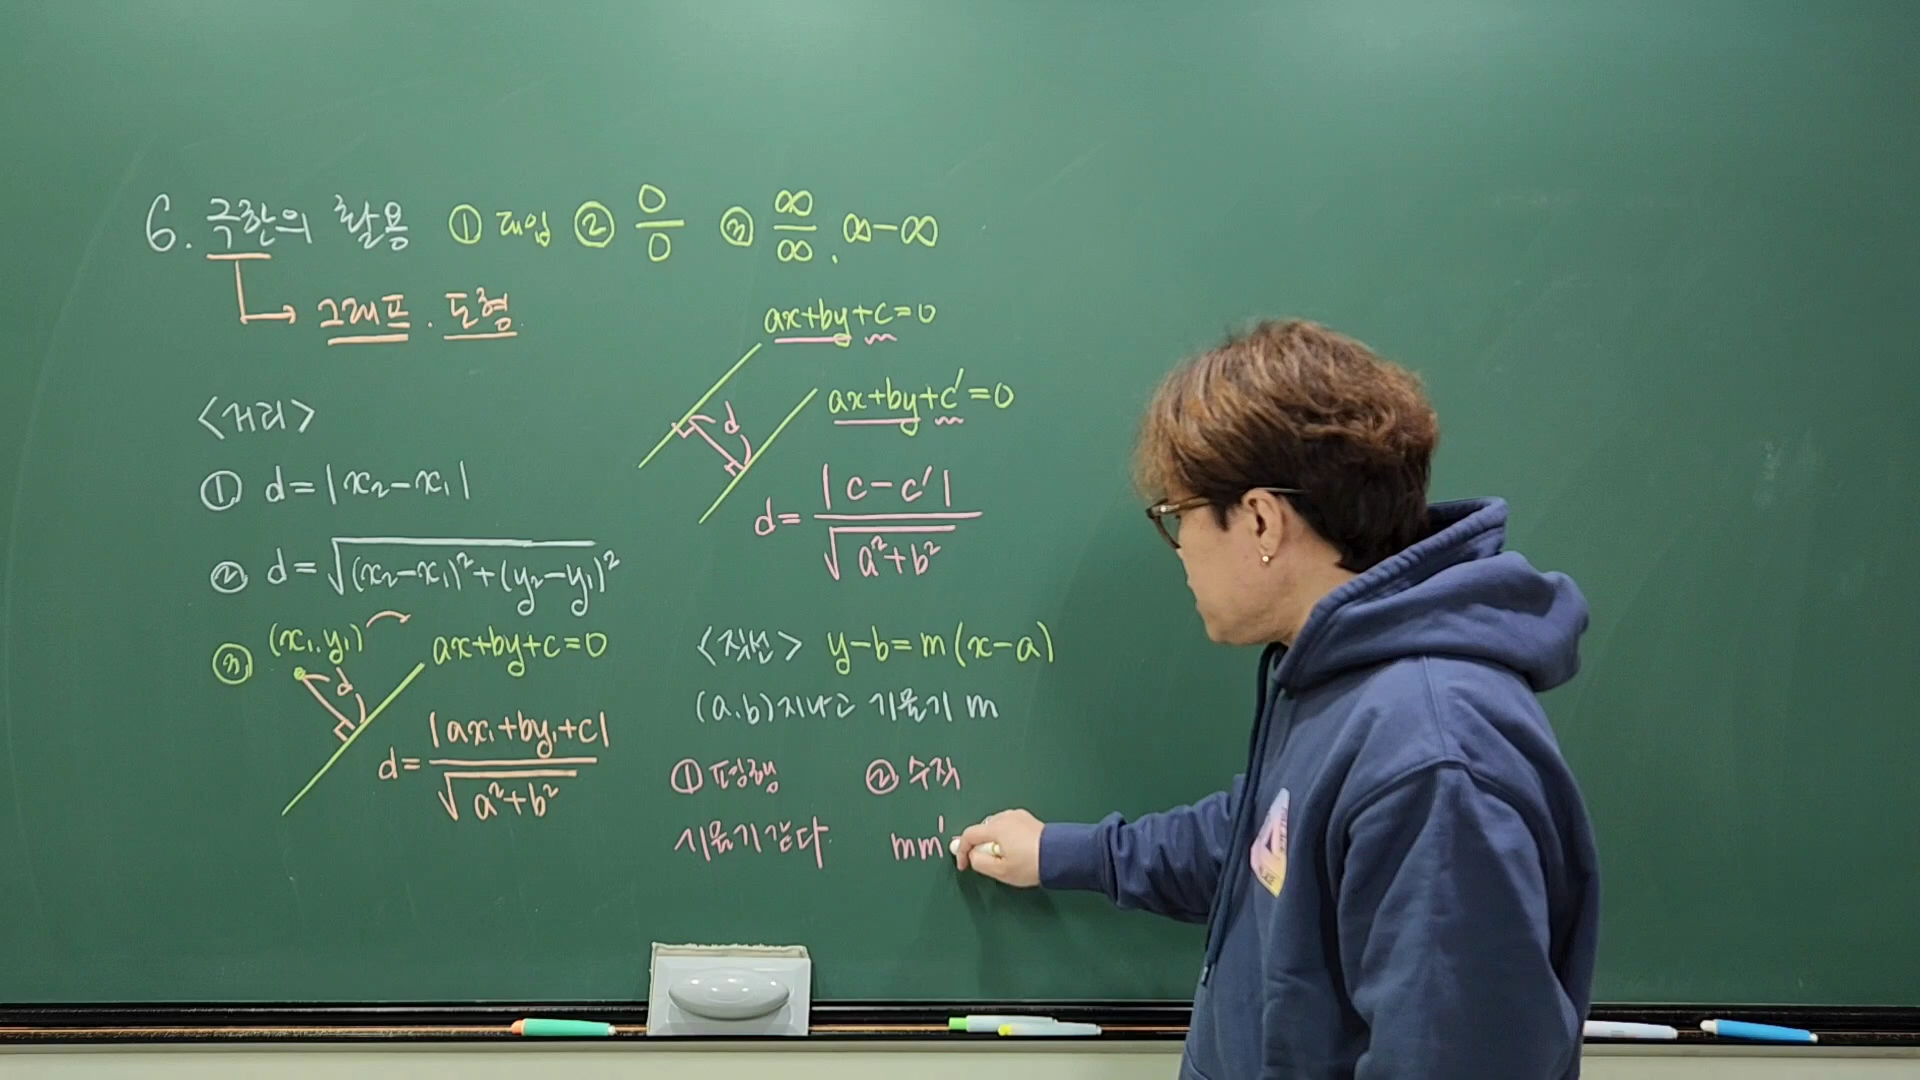 6. 극한의 활용 ① 대입 ② 0/0 ③ ∞/∞ . ∞-∞
→ 그래프 . 도형
<거리>
① d=|x₂-x₁|
② d=√((x₂-x₁)²+(y₂-y₁)²)
③ (x₁.y₁) ax+by+c=0
d
d=|ax₁+by₁+c|/√(a²+b²)
ax+by+c=0
ax+by+c'=0
d
d=|c-c'|/√(a²+b²)
<직선> y-b=m(x-a)
(a.b)지나고 기울기 m
① 평행 ② 수직
기울기같다. mm'